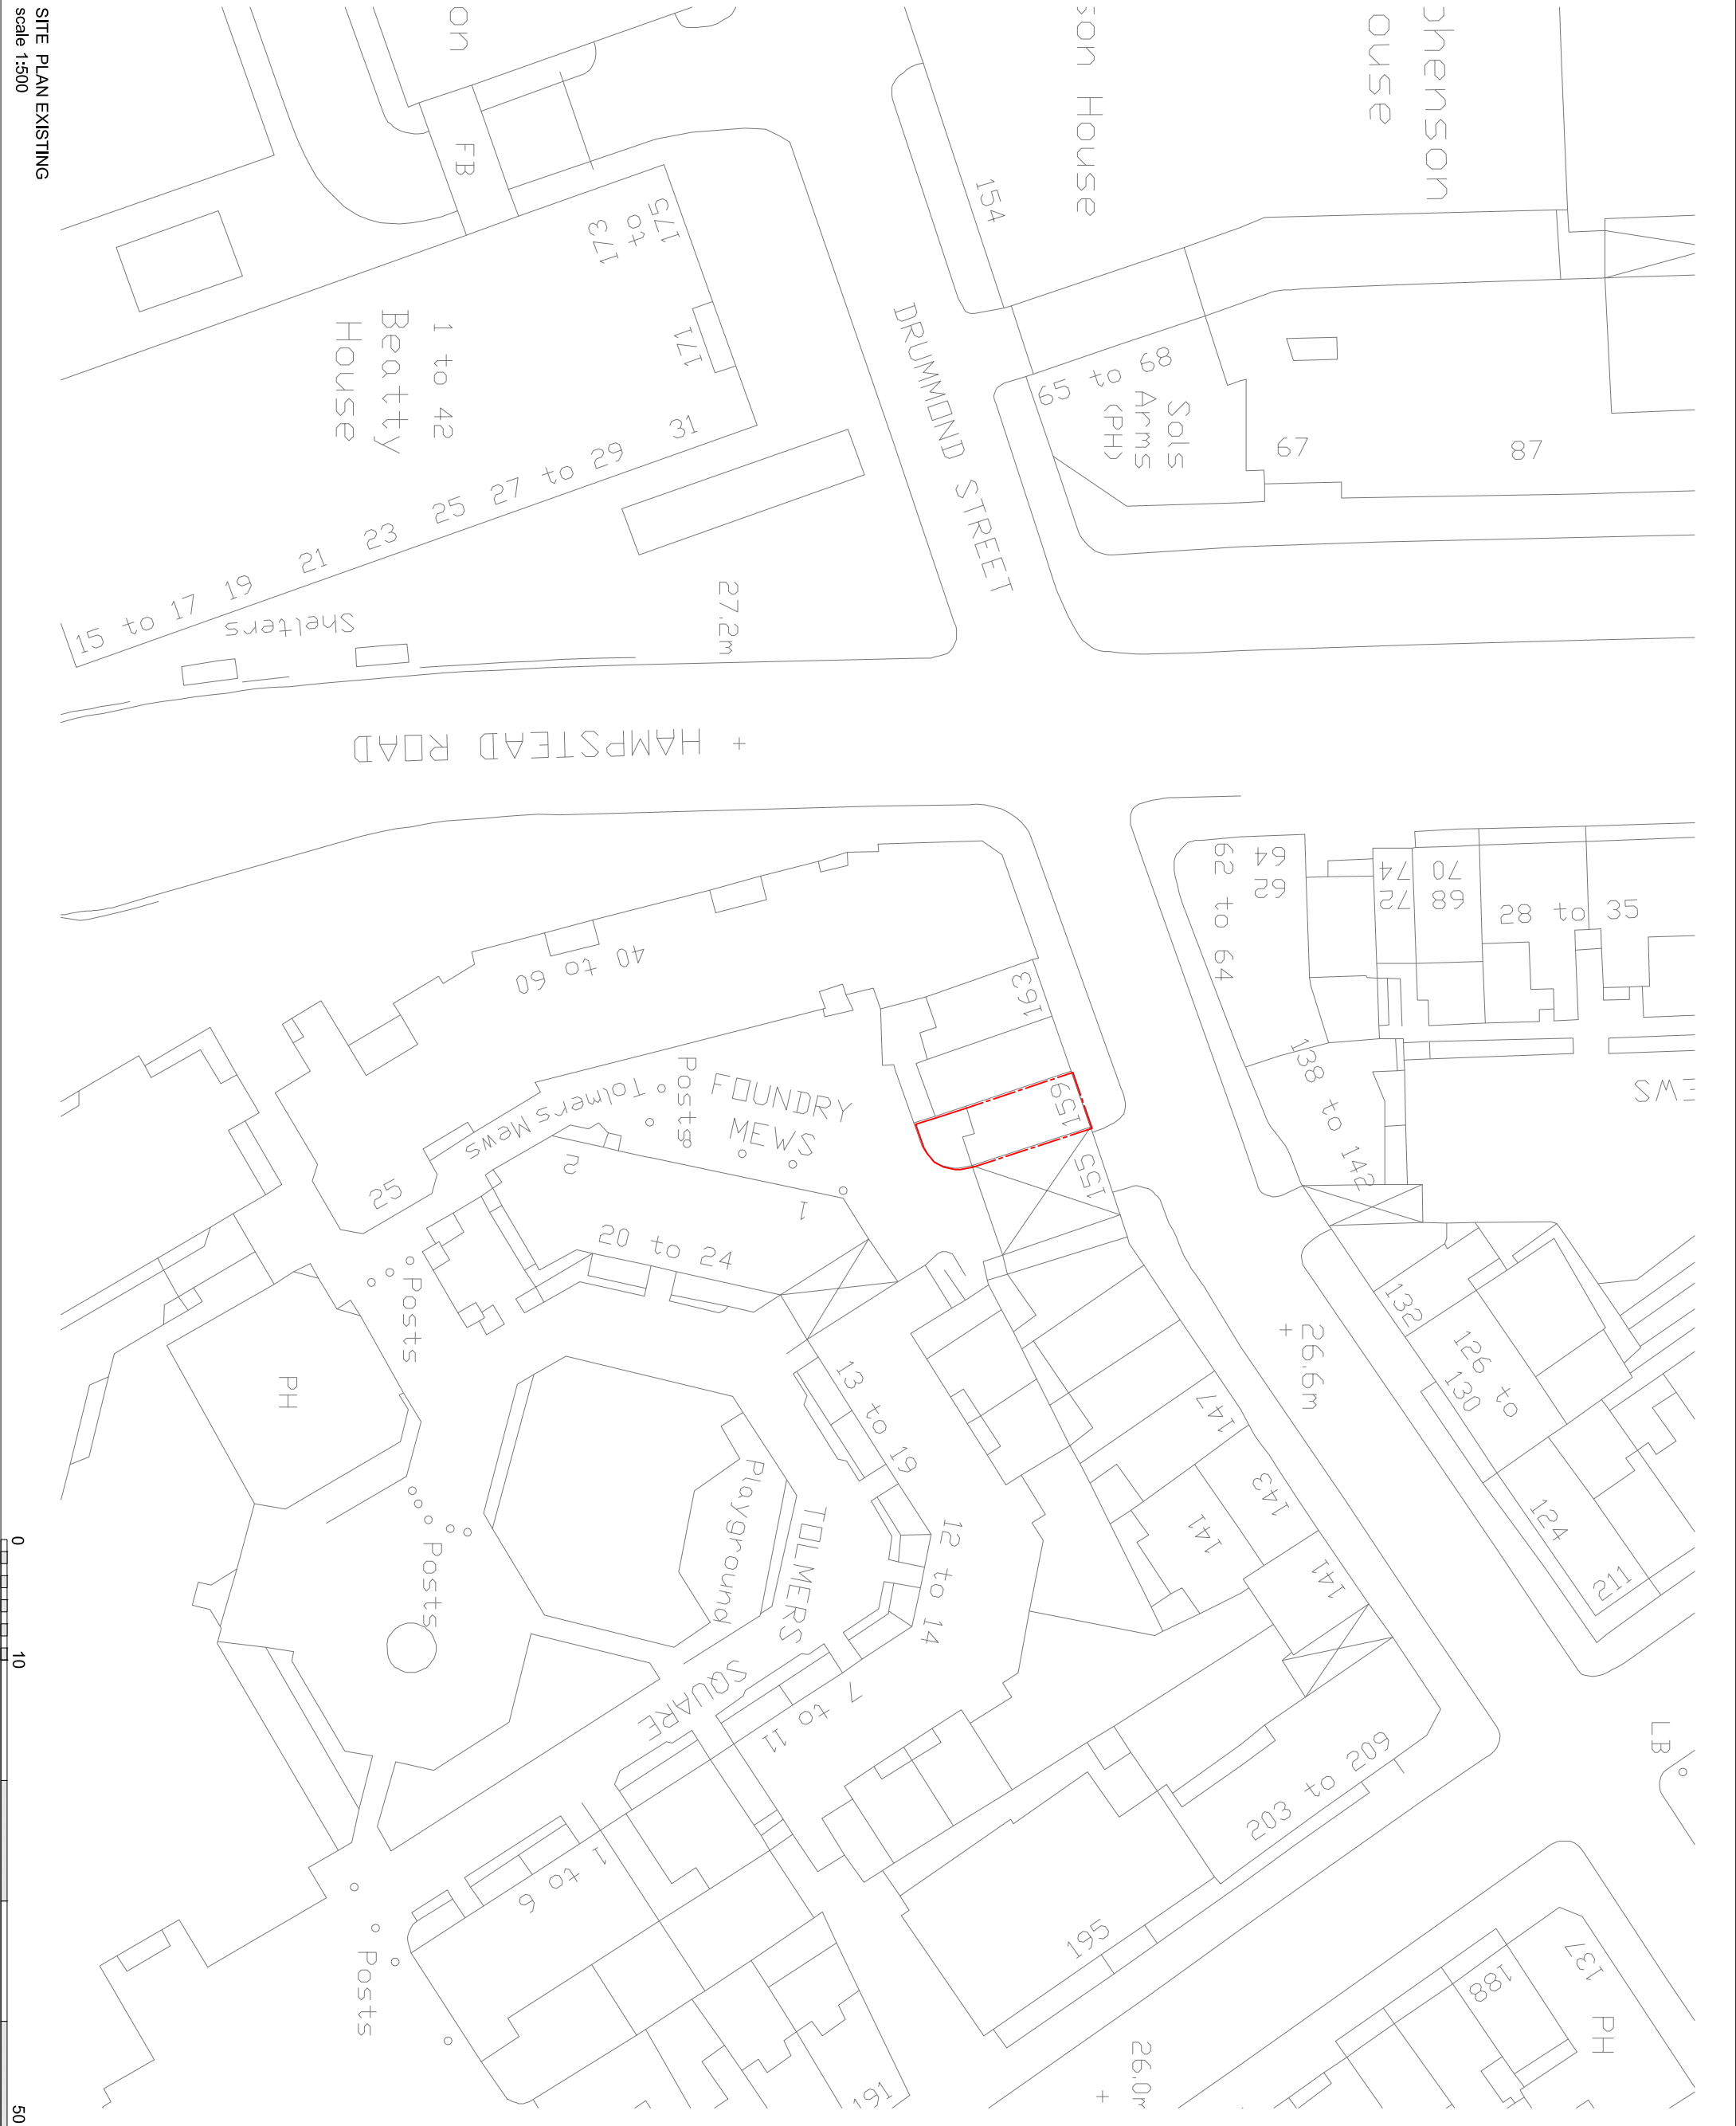 SITE PLAN EXISTING
scale 1:500
on
FB
175
to
173
171
1 to 42
Beatty
House
31
27 to 29
25
23
21
19
15 to 17
Shelters
27.2m
DRUMMOND STREET
154
son House
ouse
65 to 68
Sols
Arms
(PH)
67
87
HAMPSTEAD ROAD
62 to 64
64
62
74
72
70
68
28 to 35
40 to 60
163
159
155
138 to 142
EWS
FOUNDRY
MEWS
Posts
Tolmers Mews
25
2
1
20 to 24
Posts
PH
13 to 19
26.6m
132
126 to
130
124
211
147
143
141
141
Playground
TOLMERS
SQUARE
12 to 14
7 to 11
Posts
203 to 209
195
LB
1 to 6
Posts
191
188
137
PH
26.0m
0
10
50